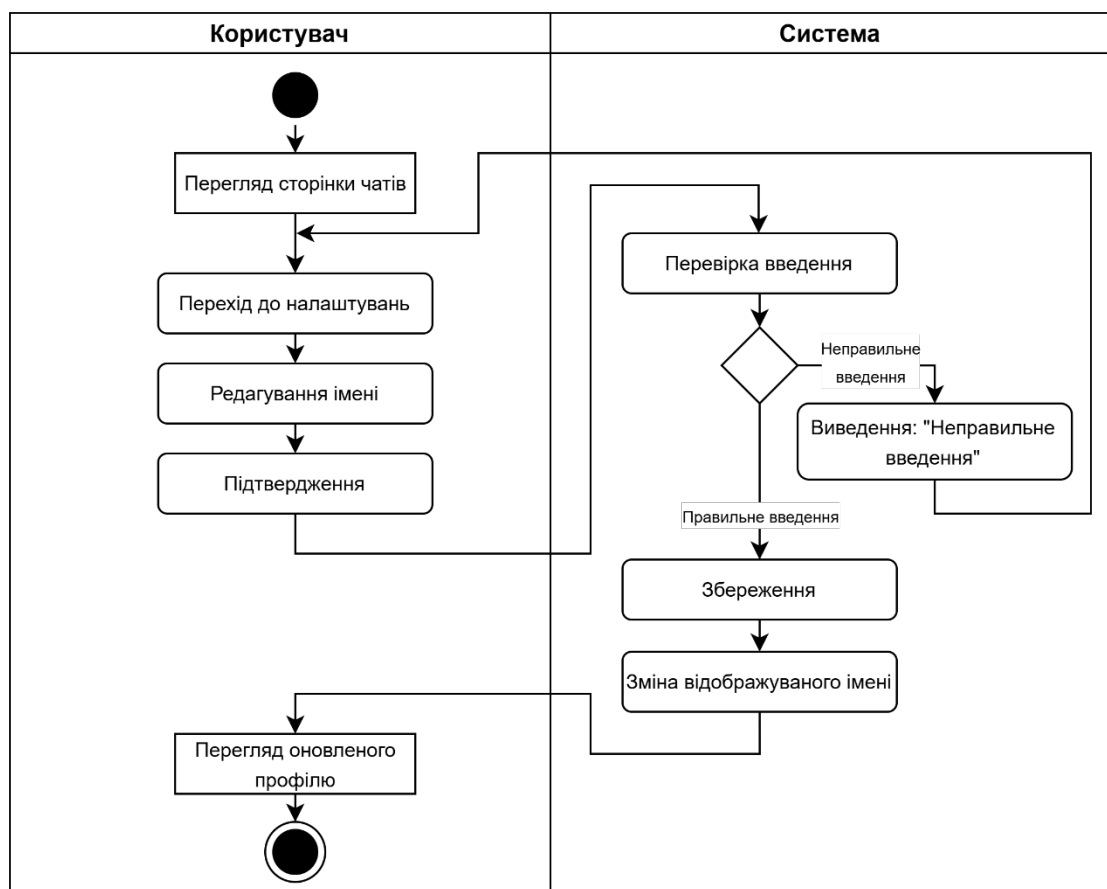 Користувач
Система
Перегляд сторінки чатів
Перехід до налаштувань
Редагування імені
Підтвердження
Перевірка введення
Неправильне
введення
Виведення: "Неправильне
введення"
Правильне введення
Збереження
Зміна відображуваного імені
Перегляд оновленого
профілю